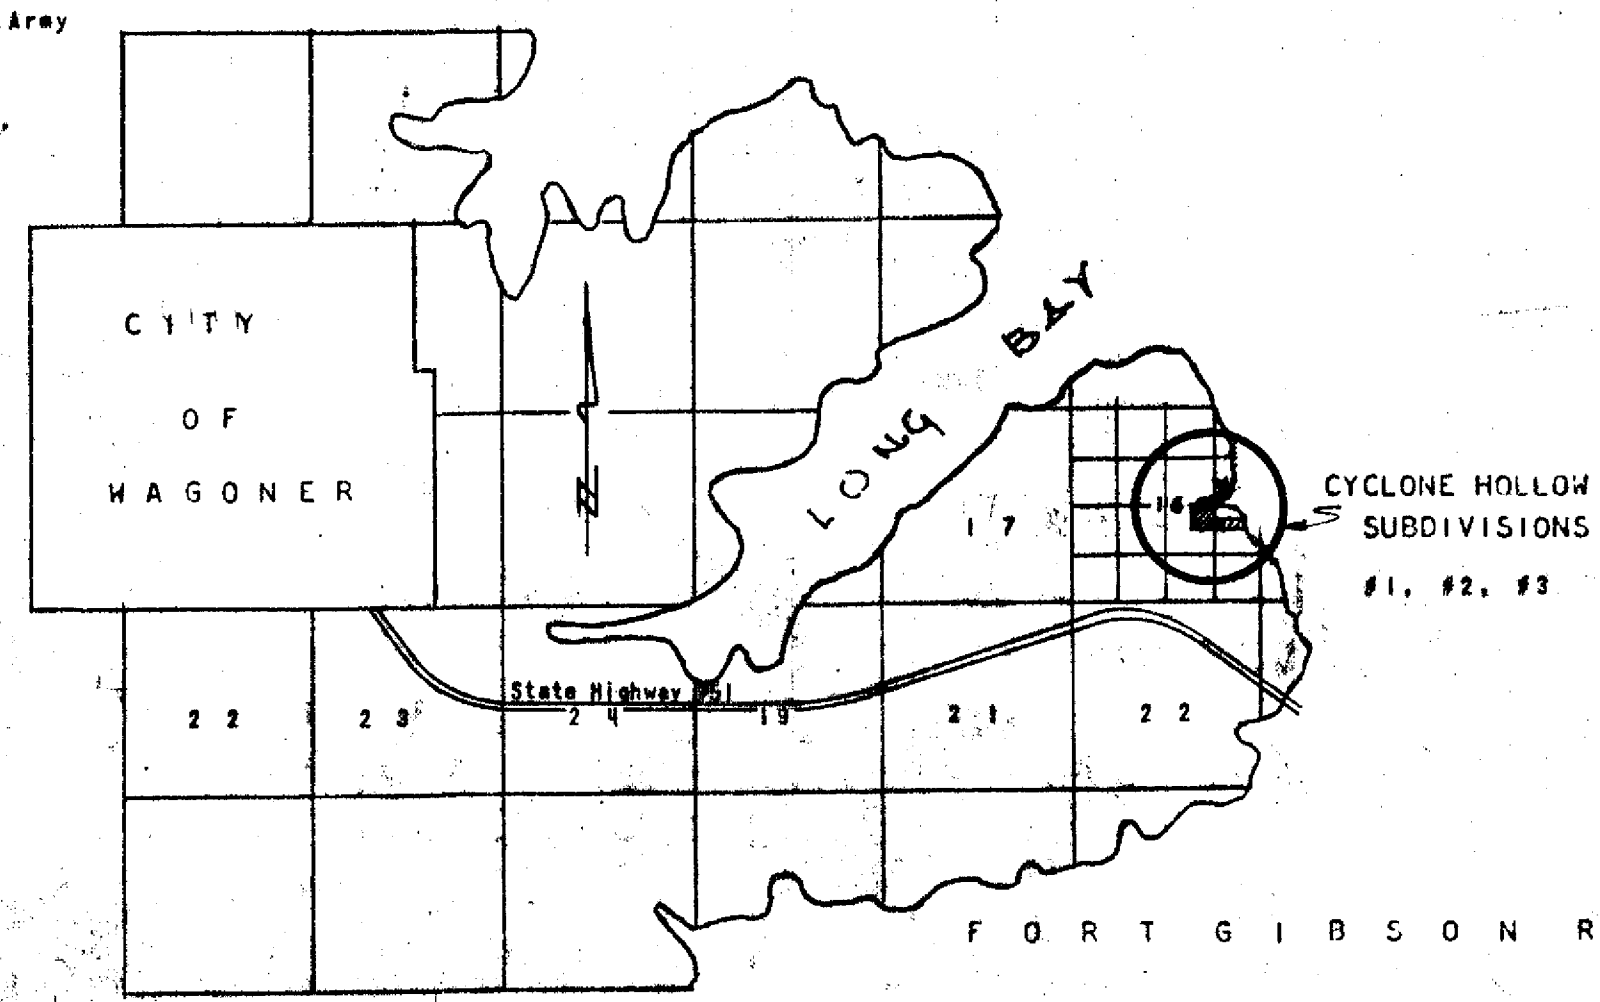 Army
CITY
OF
WAGONER
LONG BAY
17
16
CYCLONE HOLLOW
SUBDIVISIONS
#1, #2, #3
State Highway #51
22
23
24
19
21
22
FORT GIBSON R